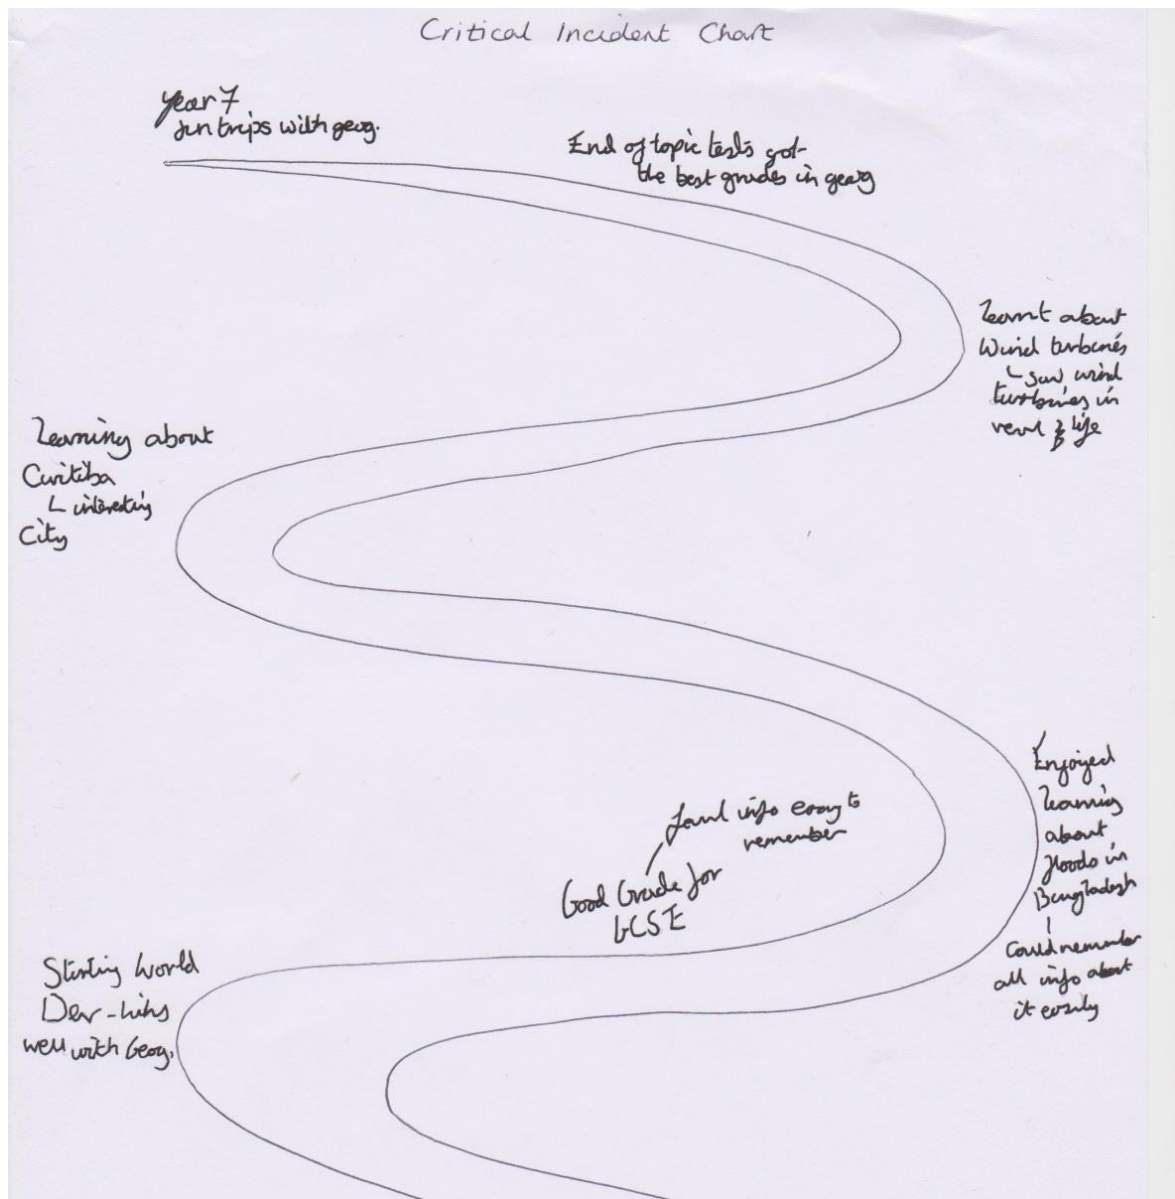 Critical Incident Chart
Year 7
fun trips with geog.
End of topic tests got
the best grades in geog
Learnt about
Wind turbines
saw wind
turbines in
real life
Learning about
Curitiba
interesting
City
Enjoyed
learning
about
floods in
Bangladesh
Could remember
all info about
it easily
found info easy to
remember
Good Grade for
GCSE
Starting World
Dev - links
well with Geog.